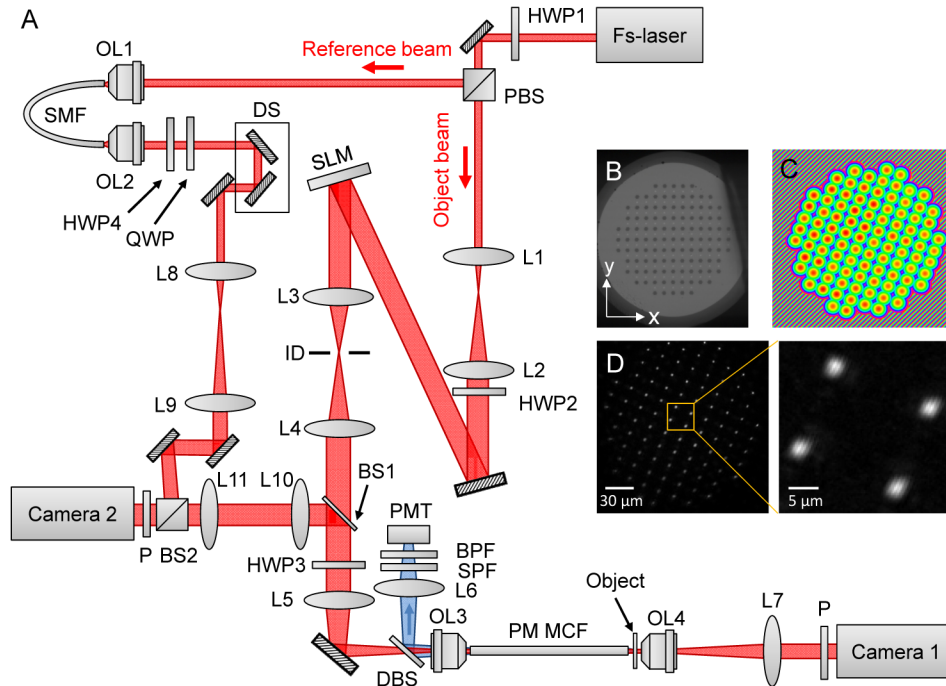 A
HWP1
Fs-laser
OL1
Reference beam
PBS
SMF
DS
OL2
HWP4
QWP
SLM
Object beam
B
y
x
C
L8
L1
L3
ID
L2
HWP2
L9
L4
D
30 µm
5 µm
BS1
L11
L10
Camera 2
P
BS2
PMT
BPF
SPF
HWP3
L6
L5
Object
L7
OL3
PM MCF
OL4
P
Camera 1
DBS